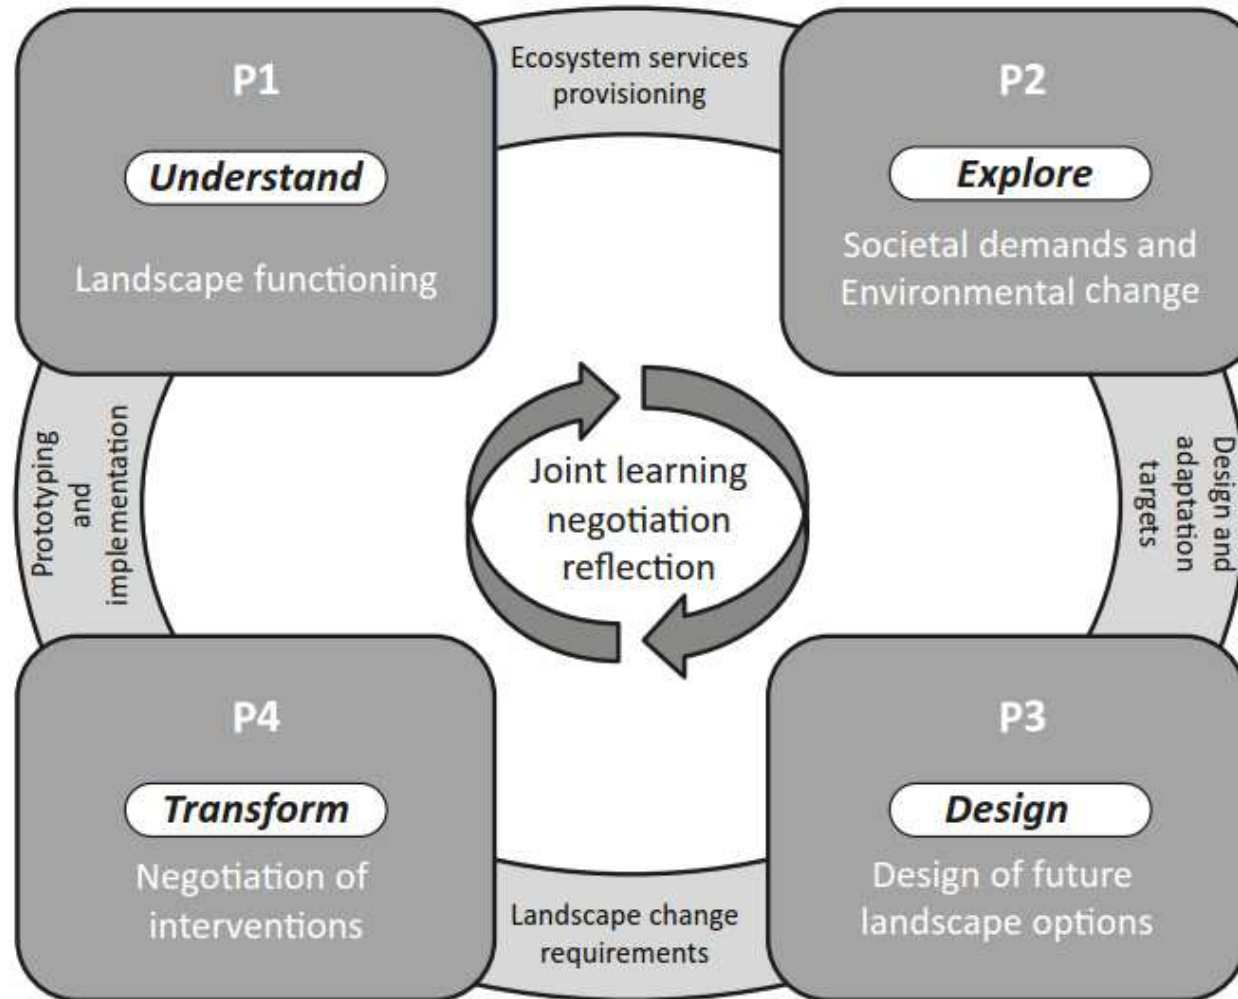 P1
Understand
Landscape functioning
Ecosystem services
provisioning
P2
Explore
Societal demands and
Environmental change
Prototyping
and
implementation
Joint learning
negotiation
reflection
Design and
adaptation
targets
P4
Transform
Negotiation of
interventions
Landscape change
requirements
P3
Design
Design of future
landscape options